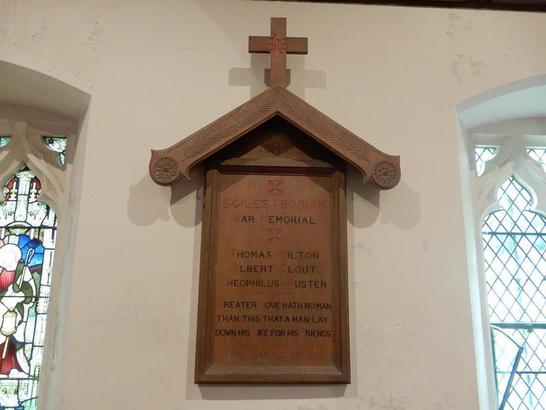 S·GILES·BODIAM
WAR·MEMORIAL
THOMAS·HILTON
ALBERT·CLOUT
THEOPHILUS·AUSTEN
GREATER·LOVE HATH NO MAN
THAN THIS THAT A MAN LAY
DOWN HIS LIFE FOR HIS FRIENDS